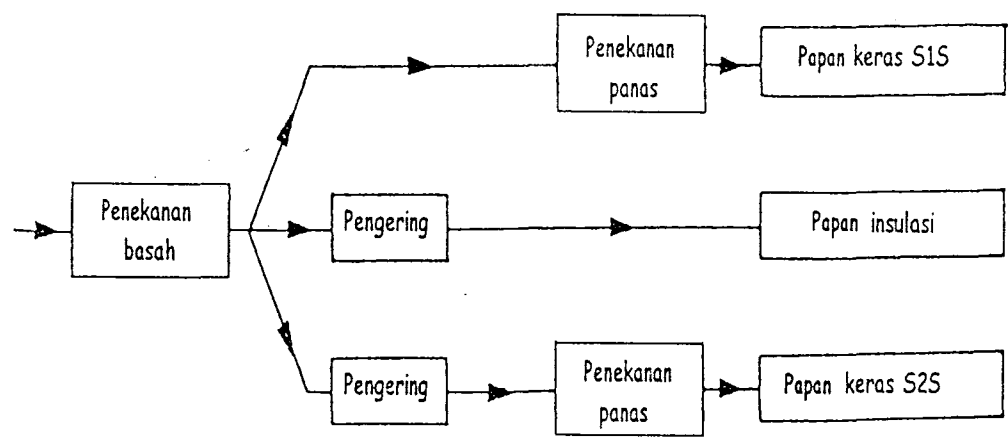 Penekanan
panas
Papan keras S1S
Penekanan
basah
Pengering
Papan insulasi
Pengering
Penekanan
panas
Papan keras S2S